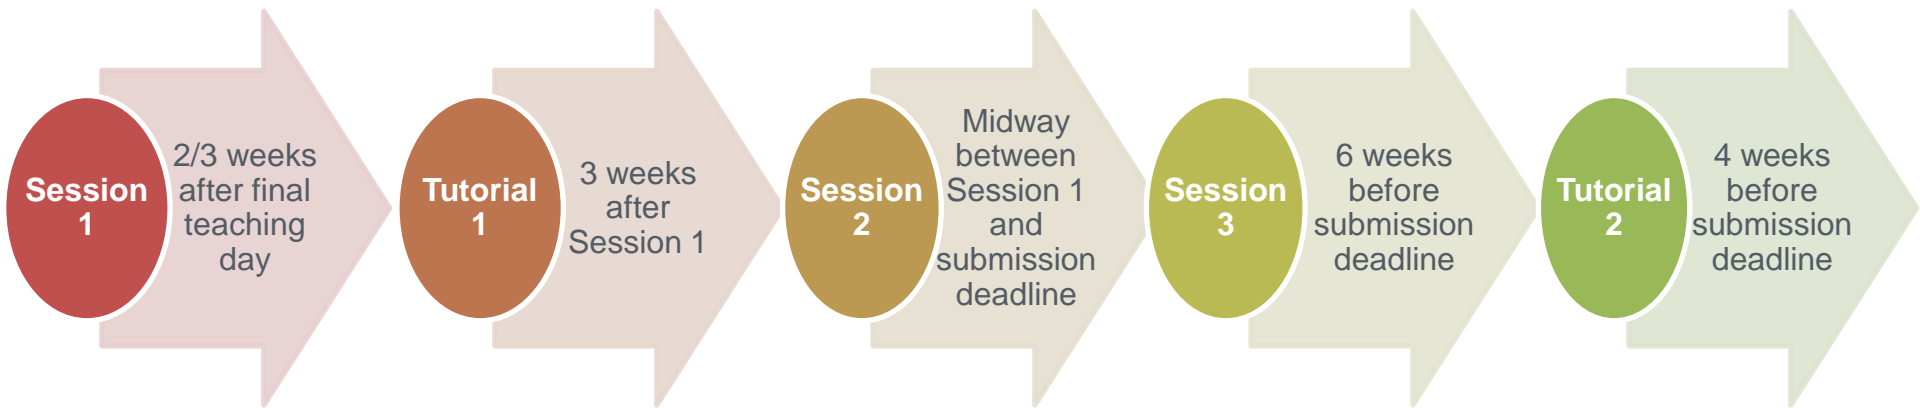 Session
1
2/3 weeks
after final
teaching
day
Tutorial
1
3 weeks
after
Session 1
Session
2
Midway
between
Session 1
and
submission
deadline
Session
3
6 weeks
before
submission
deadline
Tutorial
2
4 weeks
before
submission
deadline